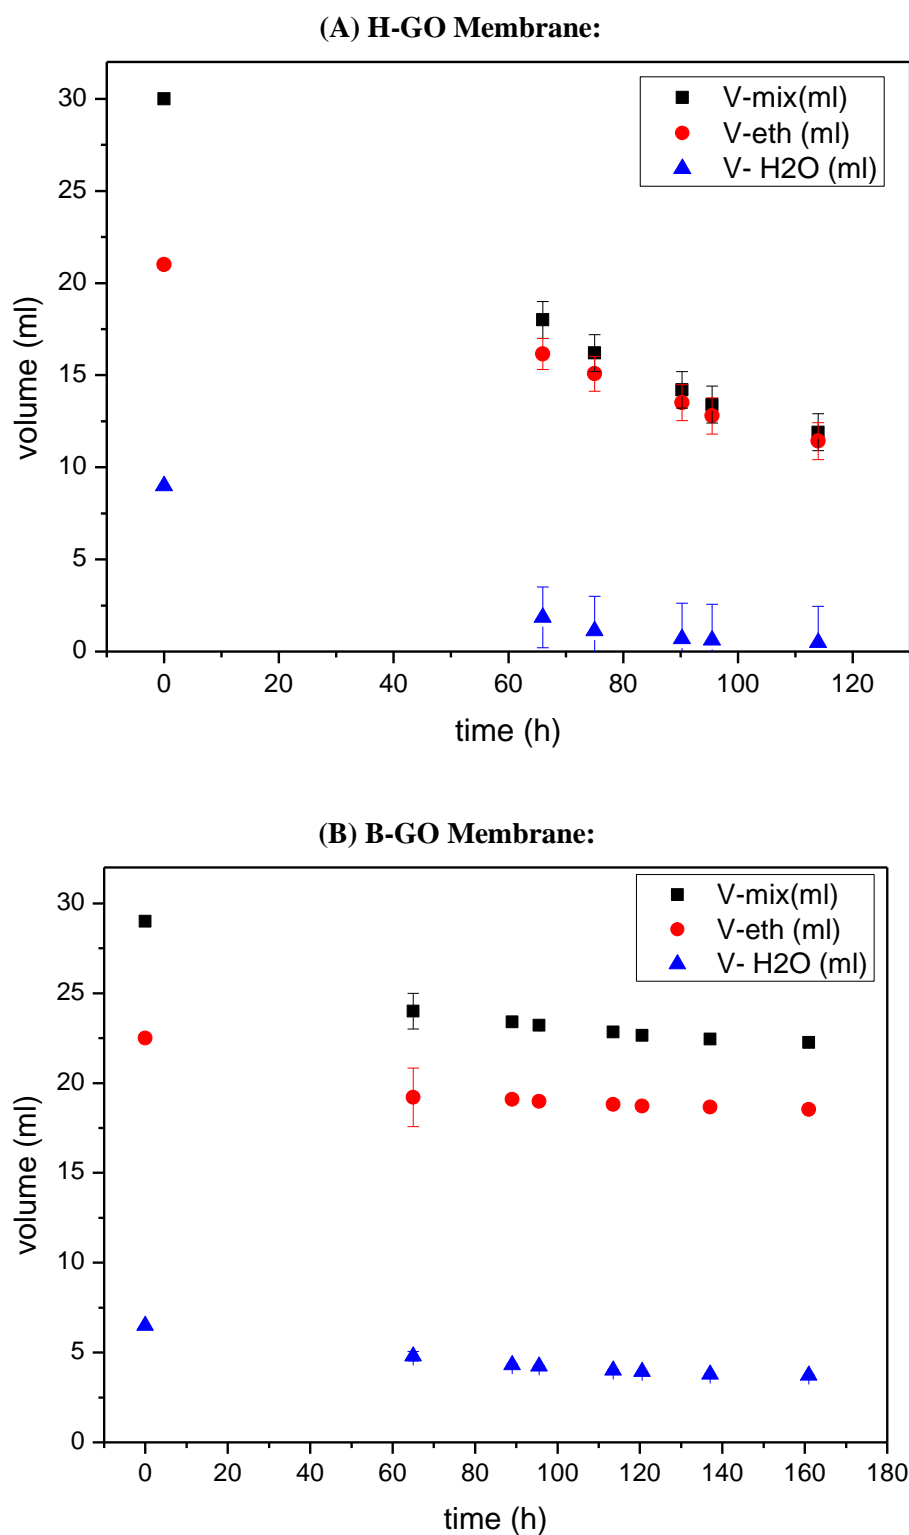 (A) H-GO Membrane:
V-mix(ml)
V-eth (ml)
V- H2O (ml)
30
25
20
15
10
5
0
volume (ml)
0 20 40 60 80 100 120
time (h)
(B) B-GO Membrane:
V-mix(ml)
V-eth (ml)
V- H2O (ml)
30
25
20
15
10
5
0
volume (ml)
0 20 40 60 80 100 120 140 160 180
time (h)